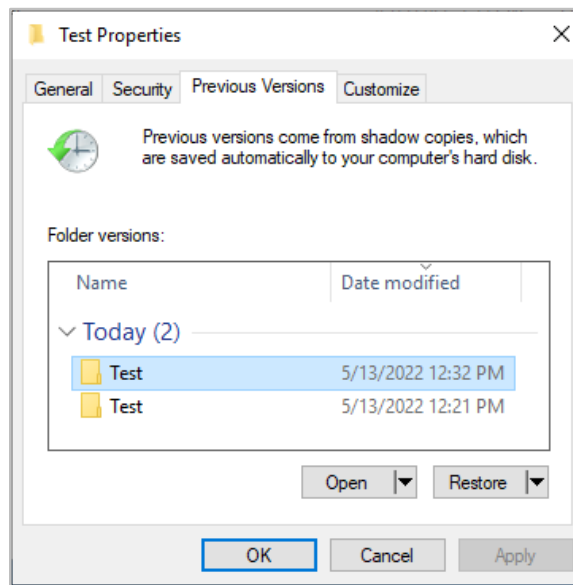 Test Properties
General Security Previous Versions Customize
Previous versions come from shadow copies, which
are saved automatically to your computer's hard disk.
Folder versions:
Name Date modified
Today (2)
Test 5/13/2022 12:32 PM
Test 5/13/2022 12:21 PM
Open Restore
OK Cancel Apply